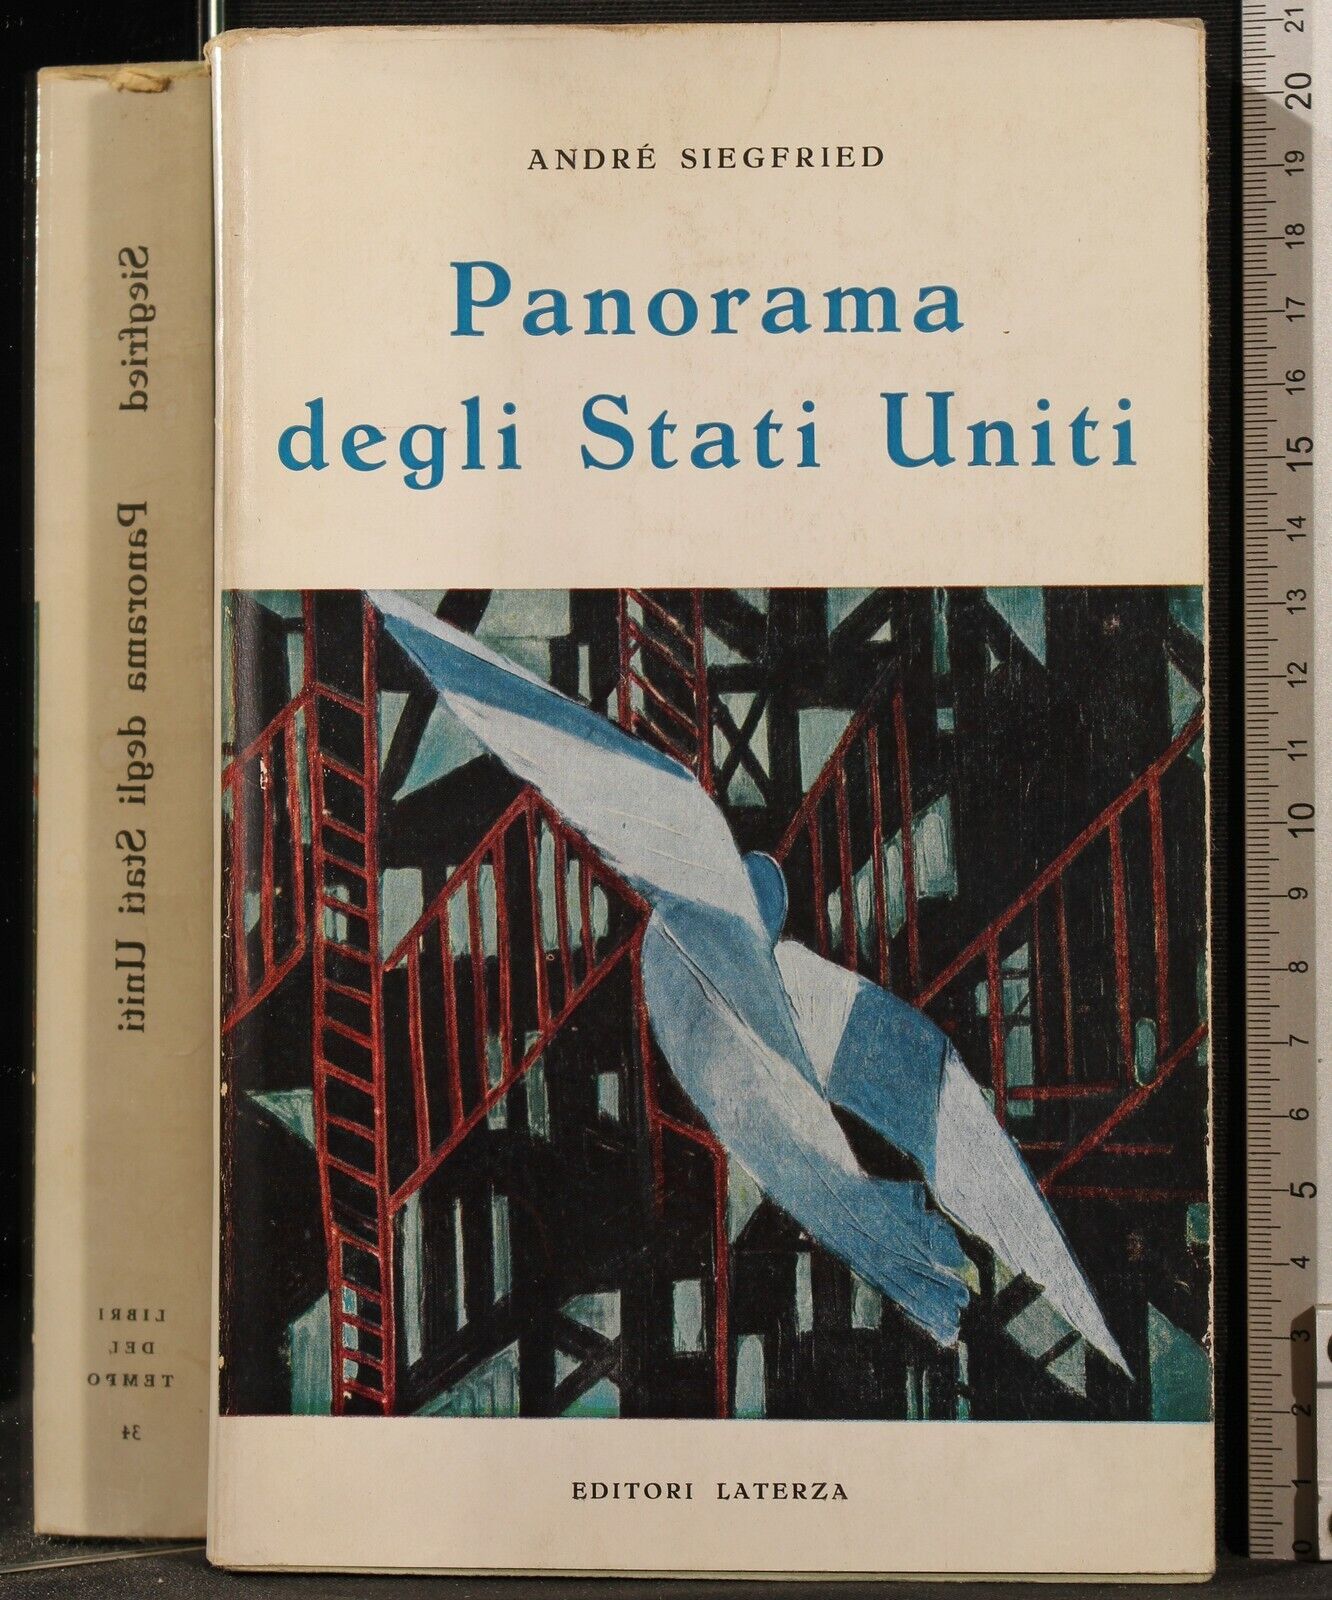 ANDRÉ SIEGFRIED
Panorama
degli Stati Uniti
EDITORI LATERZA
Siegfried Panorama degli Stati Uniti
LIBRI
DEL
TEMPO
34
21
20
19
18
17
16
15
14
13
12
11
10
9
8
7
6
5
4
3
2
1
0